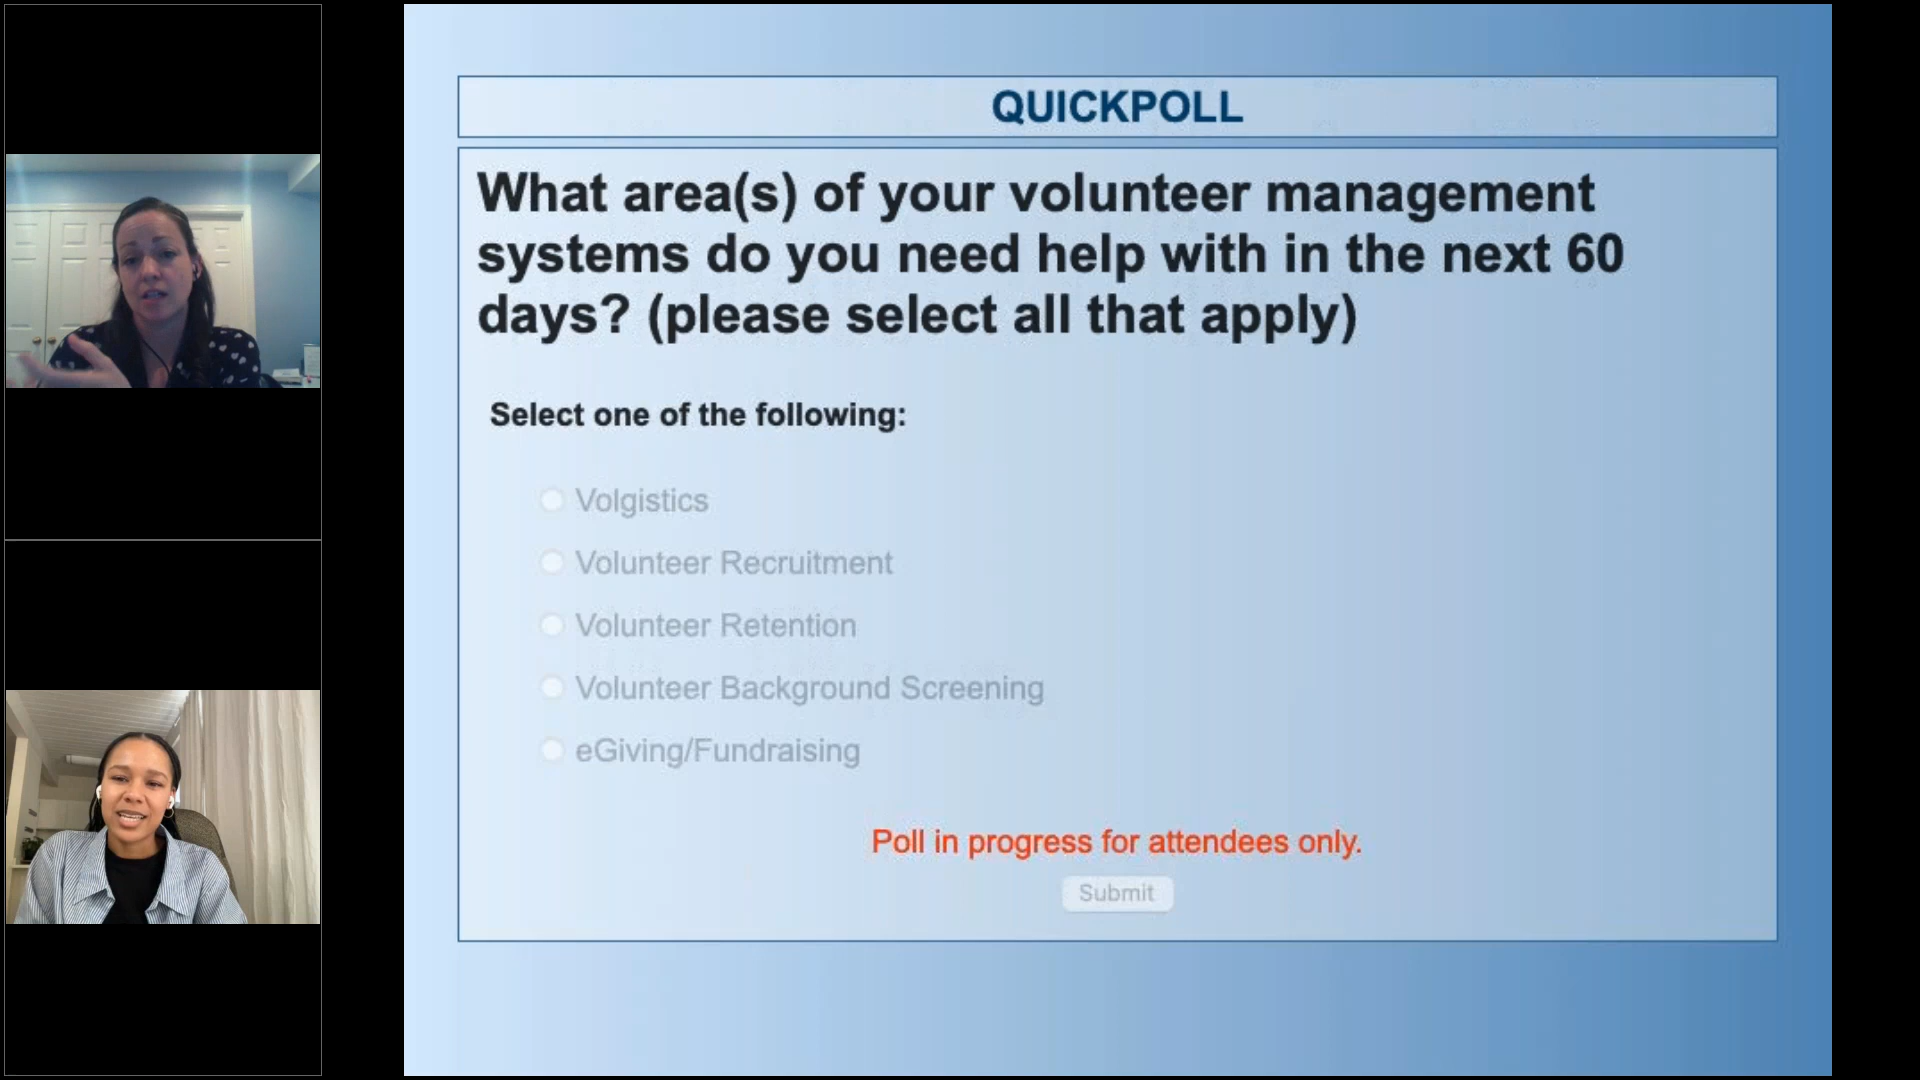 QUICKPOLL
What area(s) of your volunteer management
systems do you need help with in the next 60
days? (please select all that apply)
Select one of the following:
Volgistics
Volunteer Recruitment
Volunteer Retention
Volunteer Background Screening
eGiving/Fundraising
Poll in progress for attendees only.
Submit